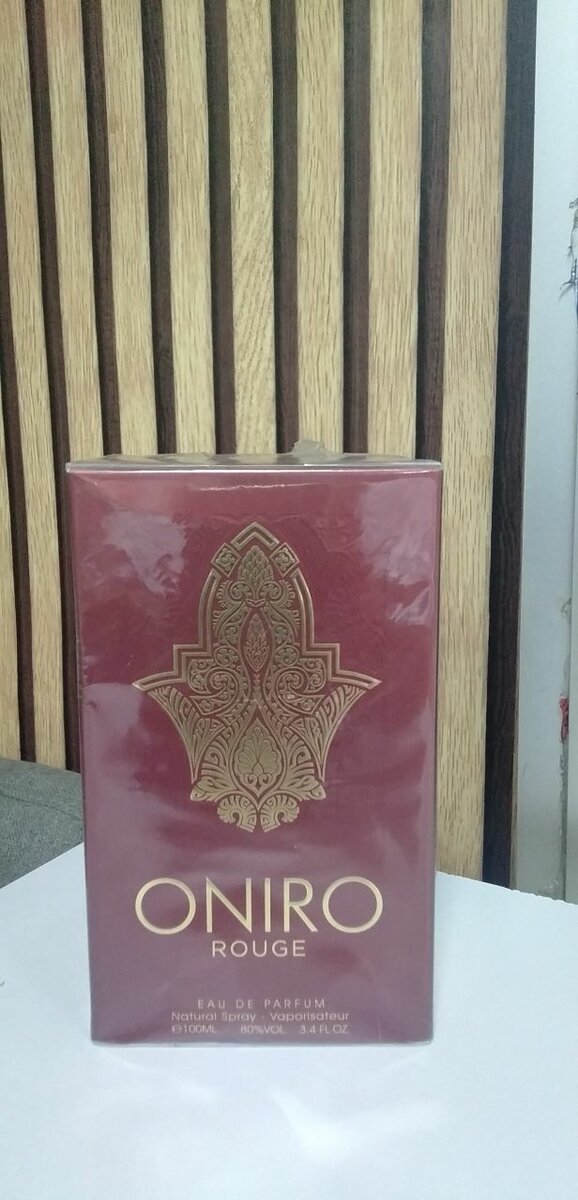 ONIRO
ROUGE
EAU DE PARFUM
Natural Spray - Vaporisateur
℮100ML 80%VOL 3.4 FL.OZ